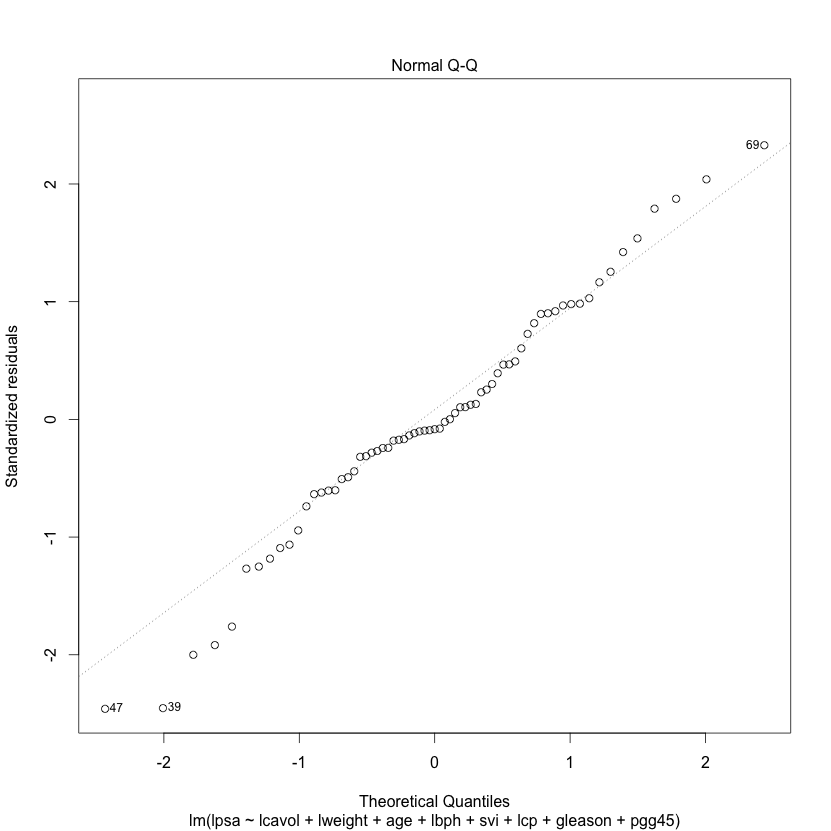 Normal Q-Q
69
2
1
0
-1
-2
47
39
Standardized residuals
-2 -1 0 1 2
Theoretical Quantiles
lm(lpsa ~ lcavol + lweight + age + lbph + svi + lcp + gleason + pgg45)